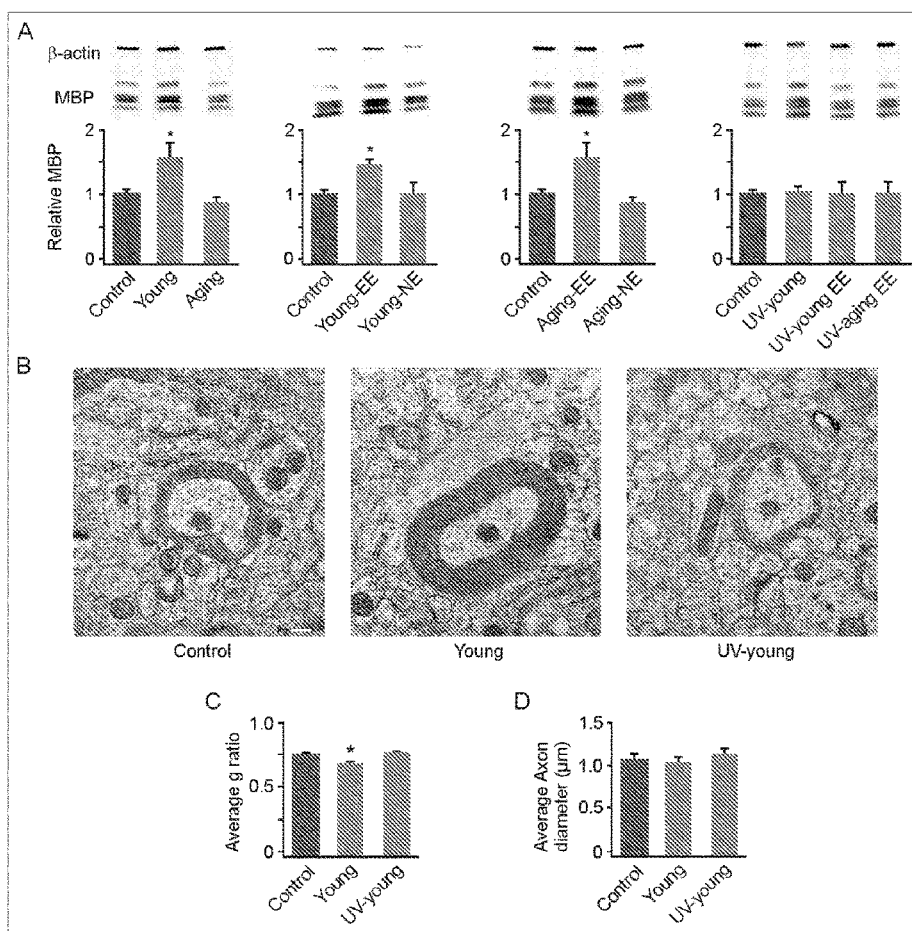 A
β-actin
MBP
Relative MBP
2
1
0
*
Control
Young
Aging
2
1
0
*
Control
Young-EE
Young-NE
2
1
0
*
Control
Aging-EE
Aging-NE
2
1
0
Control
UV-young
UV-young EE
UV-aging EE
B
Control
Young
UV-young
C
Average g ratio
1.0
0.5
0
*
Control
Young
UV-young
D
Average Axon
diameter (µm)
1.5
1.0
0.5
0
Control
Young
UV-young